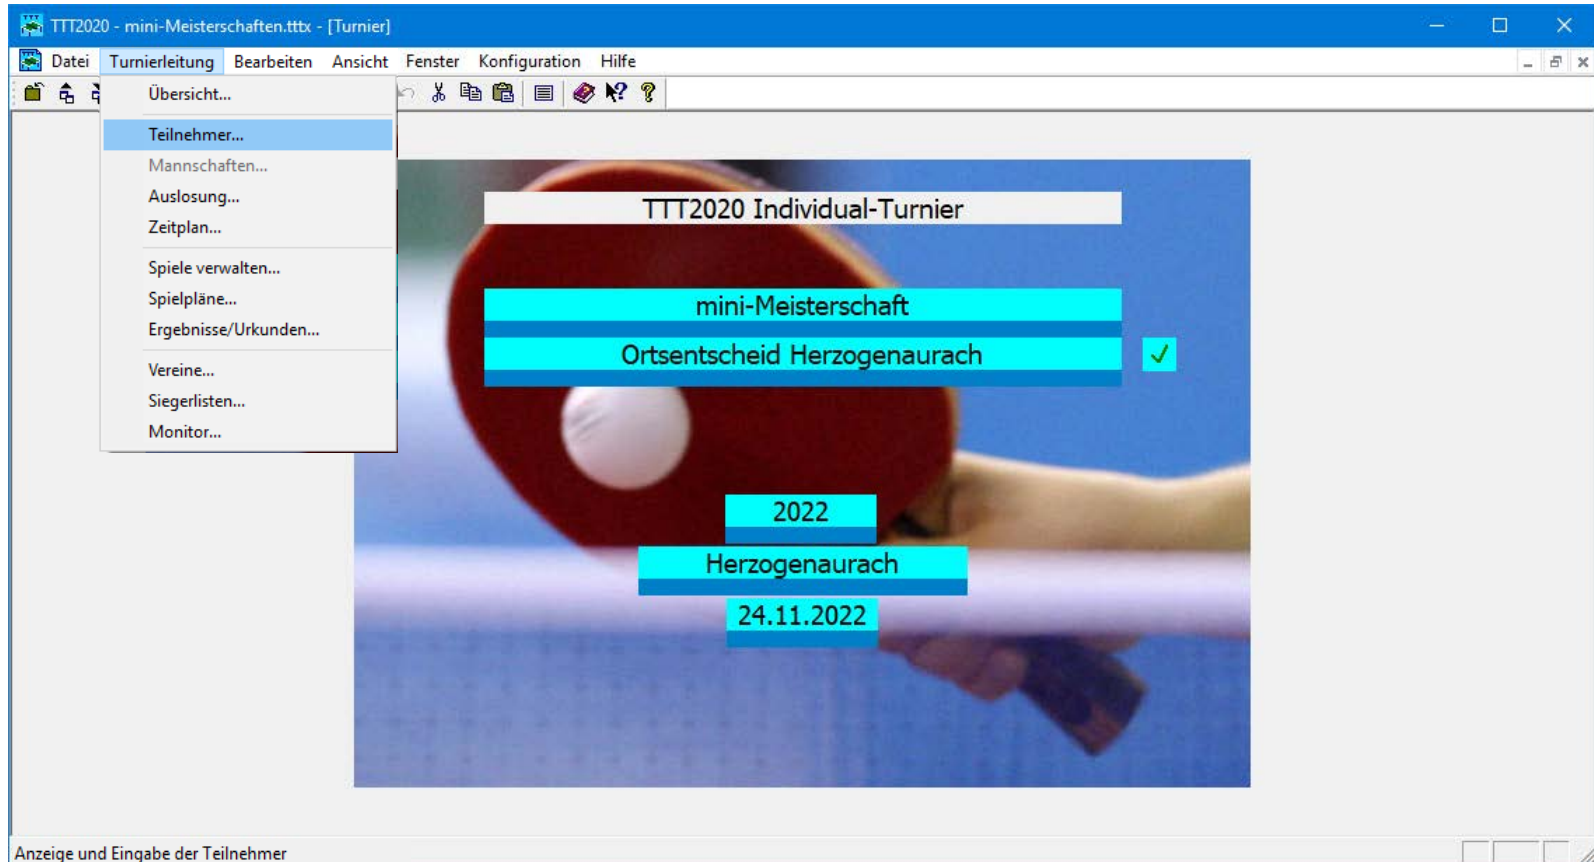 TTT2020 - mini-Meisterschaften.tttx - [Turnier]
Datei Turnierleitung Bearbeiten Ansicht Fenster Konfiguration Hilfe
Übersicht...
Teilnehmer...
Mannschaften...
Auslosung...
Zeitplan...
Spiele verwalten...
Spielpläne...
Ergebnisse/Urkunden...
Vereine...
Siegerlisten...
Monitor...
TTT2020 Individual-Turnier
mini-Meisterschaft
Ortsentscheid Herzogenaurach
2022
Herzogenaurach
24.11.2022
Anzeige und Eingabe der Teilnehmer